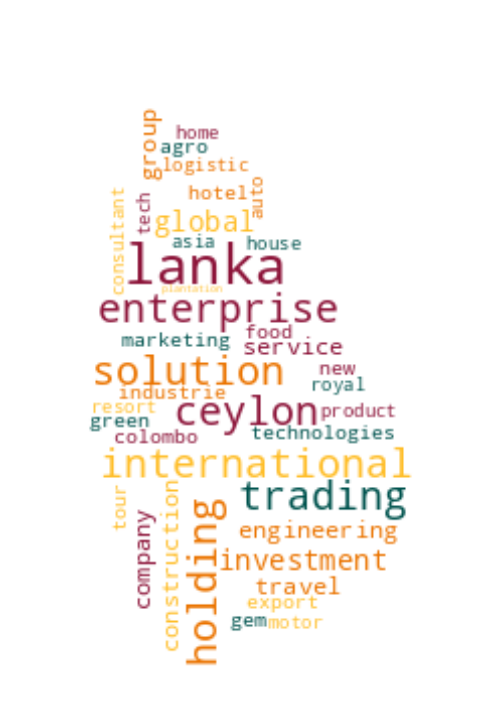 group
home
agro
logistic
hotel
auto
tech
consultant
global
asia
house
lanka
plantation
enterprise
food
marketing
service
solution
new
royal
industrie
resort
ceylon
product
green
colombo
technologies
international
tour
trading
construction
company
holding
engineering
investment
travel
export
gem
motor